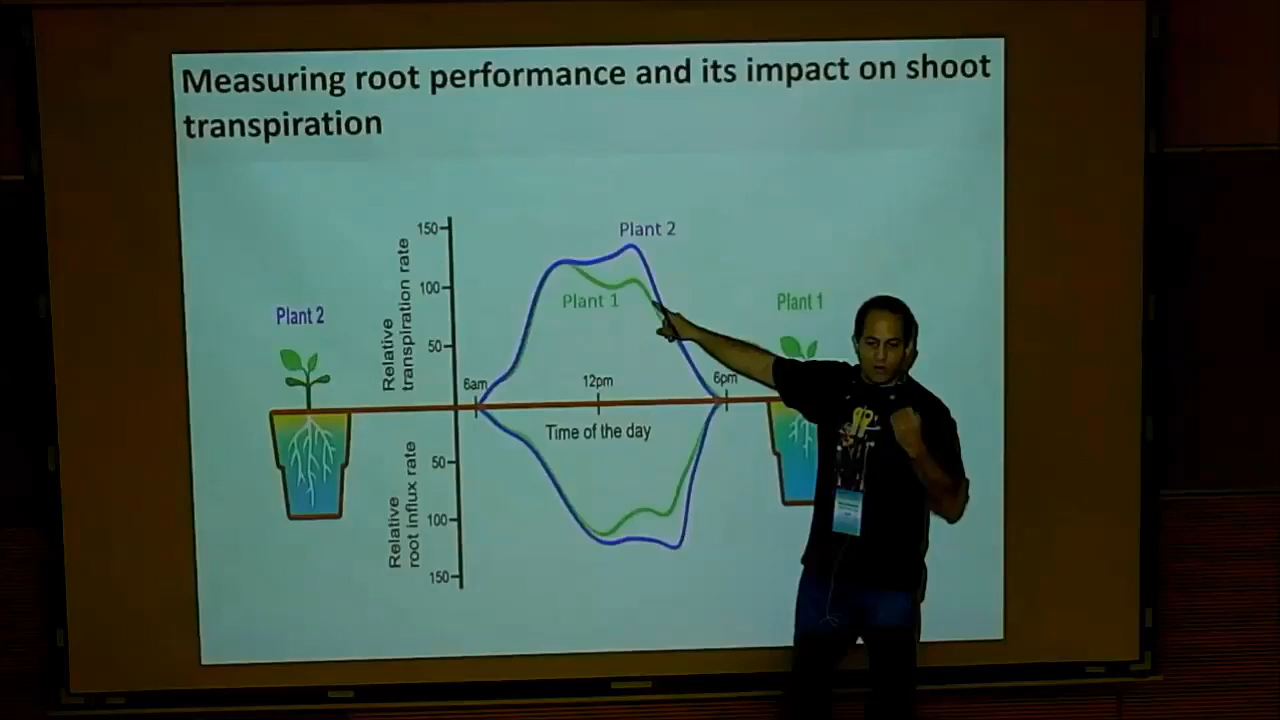 Measuring root performance and its impact on shoot
transpiration
150
Plant 2
Relative
transpiration rate
100
Plant 1
Plant 2
Plant 1
50
6am
12pm
6pm
Time of the day
50
Relative
root influx rate
100
150